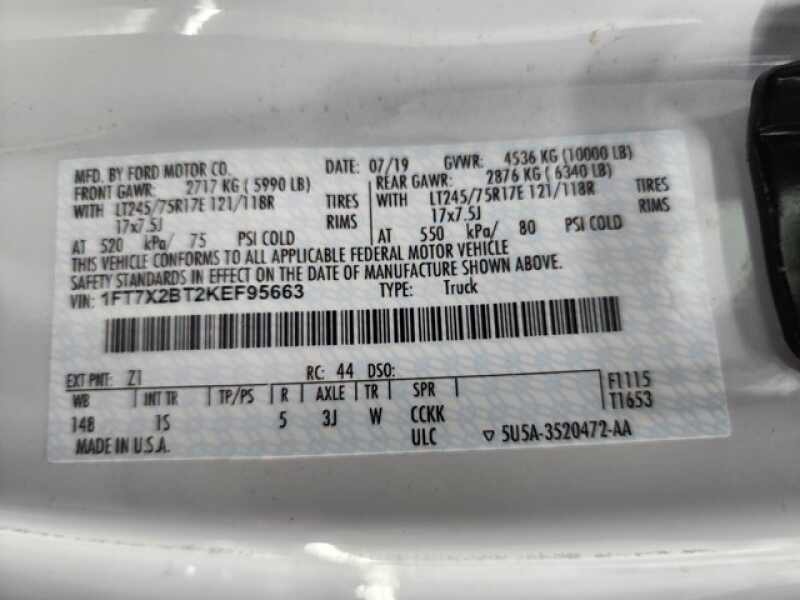 MFD. BY FORD MOTOR CO. DATE: 07/19 GVWR: 4536 KG (10000 LB)
FRONT GAWR: 2717 KG ( 5990 LB) REAR GAWR: 2876 KG ( 6340 LB)
WITH LT245/75R17E 121/118R TIRES WITH LT245/75R17E 121/118R TIRES
17x7.5J RIMS 17x7.5J RIMS
AT 520 kPa/ 75 PSI COLD AT 550 kPa/ 80 PSI COLD
THIS VEHICLE CONFORMS TO ALL APPLICABLE FEDERAL MOTOR VEHICLE
SAFETY STANDARDS IN EFFECT ON THE DATE OF MANUFACTURE SHOWN ABOVE.
VIN: 1FT7X2BT2KEF95663 TYPE: Truck
EXT PNT: Z1 RC: 44 DSO: F1115
WB INT TR TP/PS R AXLE TR SPR T1653
148 IS 5 3J W CCKK
MADE IN U.S.A. ULC ▽ 5U5A-3520472-AA